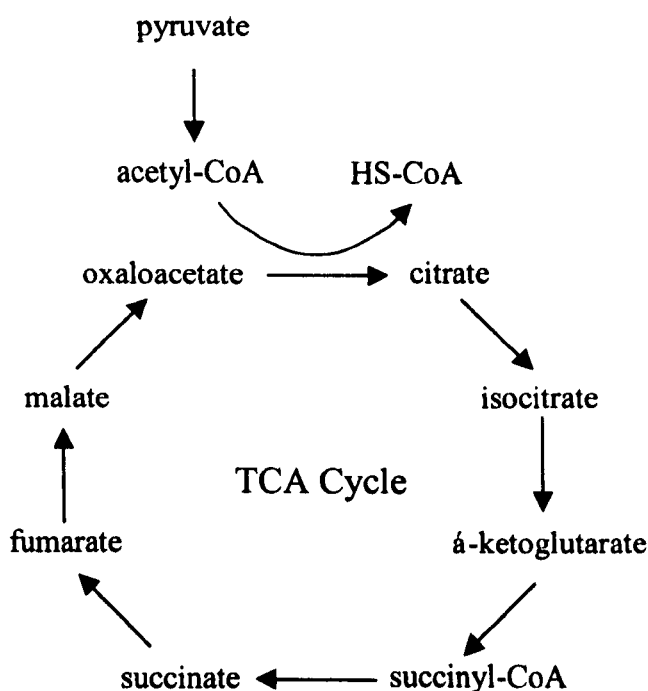 pyruvate
acetyl-CoA HS-CoA
oxaloacetate citrate
malate isocitrate
TCA Cycle
fumarate á-ketoglutarate
succinate succinyl-CoA